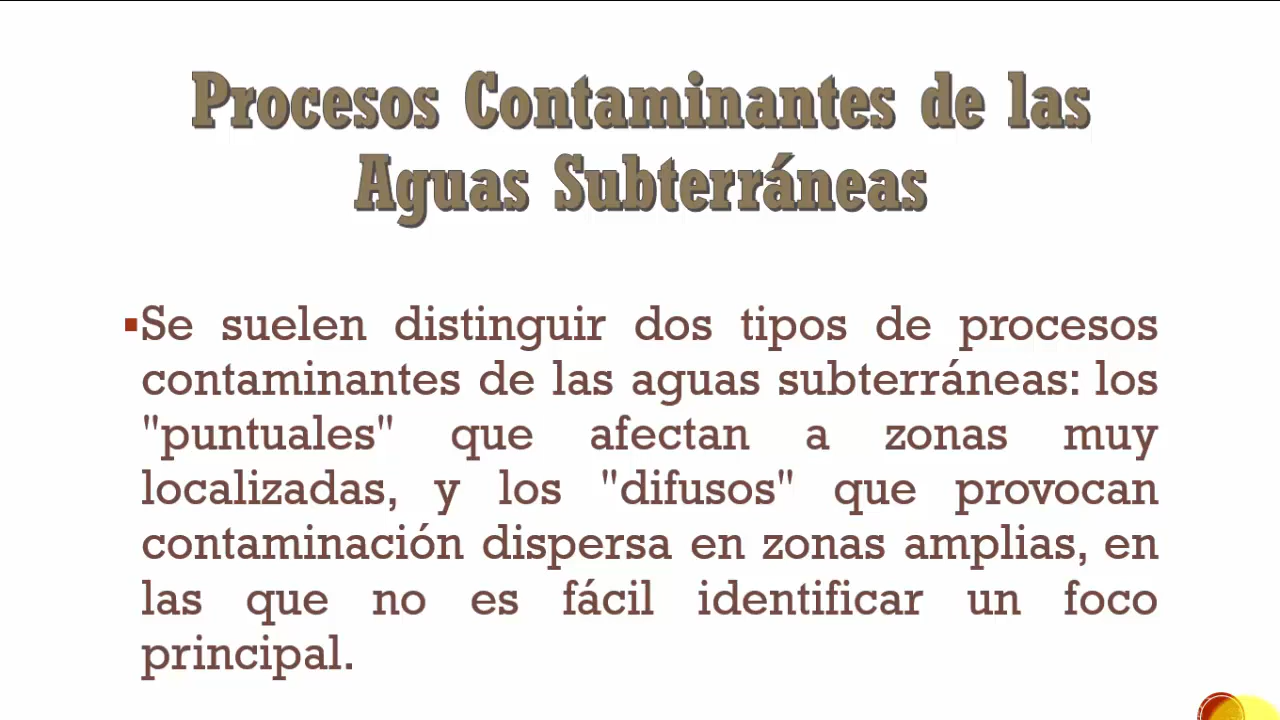 Procesos Contaminantes de las
Aguas Subterráneas
▪Se suelen distinguir dos tipos de procesos
contaminantes de las aguas subterráneas: los
"puntuales" que afectan a zonas muy
localizadas, y los "difusos" que provocan
contaminación dispersa en zonas amplias, en
las que no es fácil identificar un foco
principal.